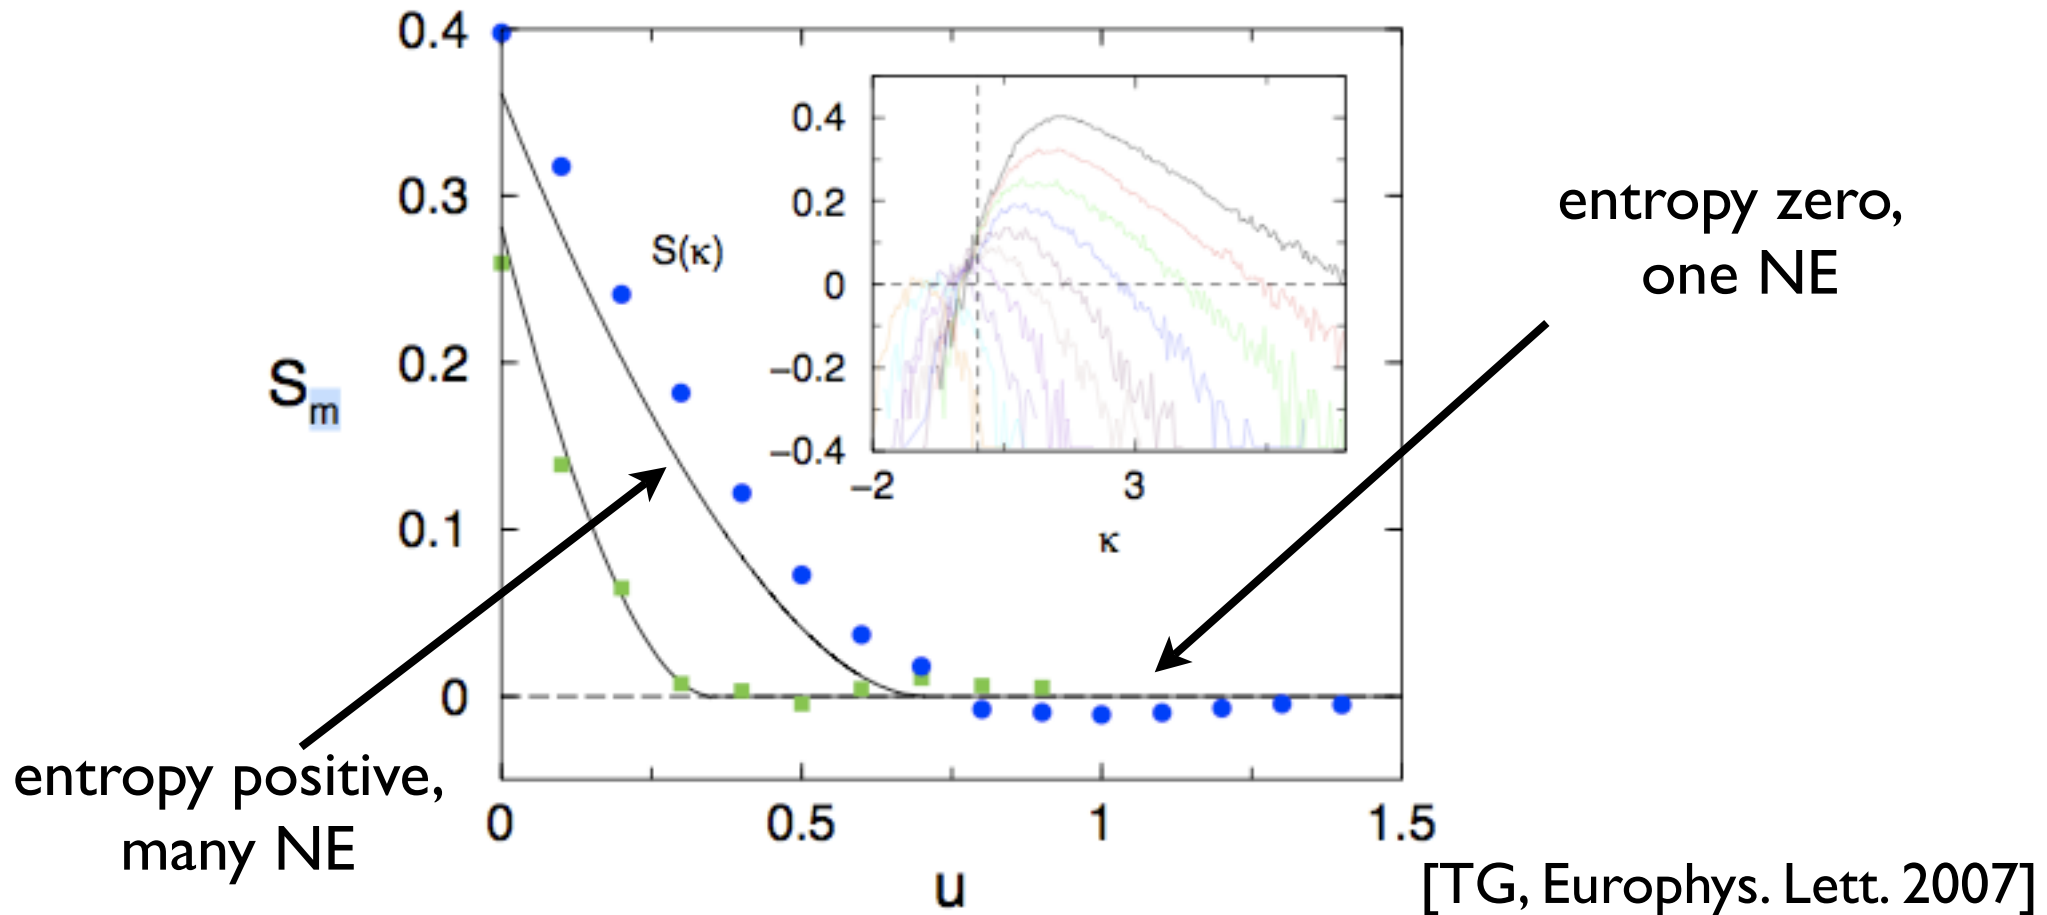 0.4
0.3
0.2
0.1
0
Sm
S(κ)
0.4
0.2
0
−0.2
−0.4
−2 3
κ
entropy zero,
one NE
entropy positive,
many NE
0 0.5 1 1.5
u
[TG, Europhys. Lett. 2007]